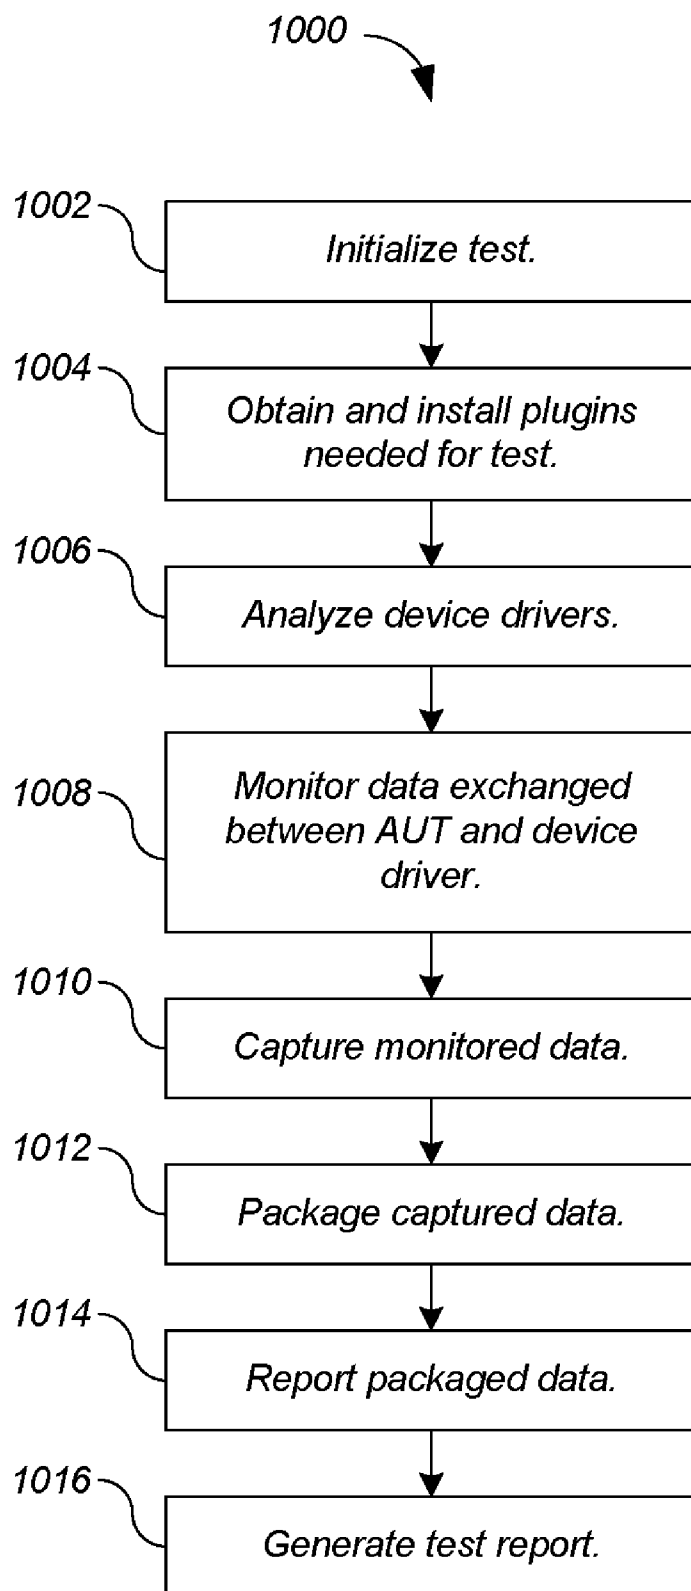 1000
1002
Initialize test.
1004
Obtain and install plugins
needed for test.
1006
Analyze device drivers.
1008
Monitor data exchanged
between AUT and device
driver.
1010
Capture monitored data.
1012
Package captured data.
1014
Report packaged data.
1016
Generate test report.